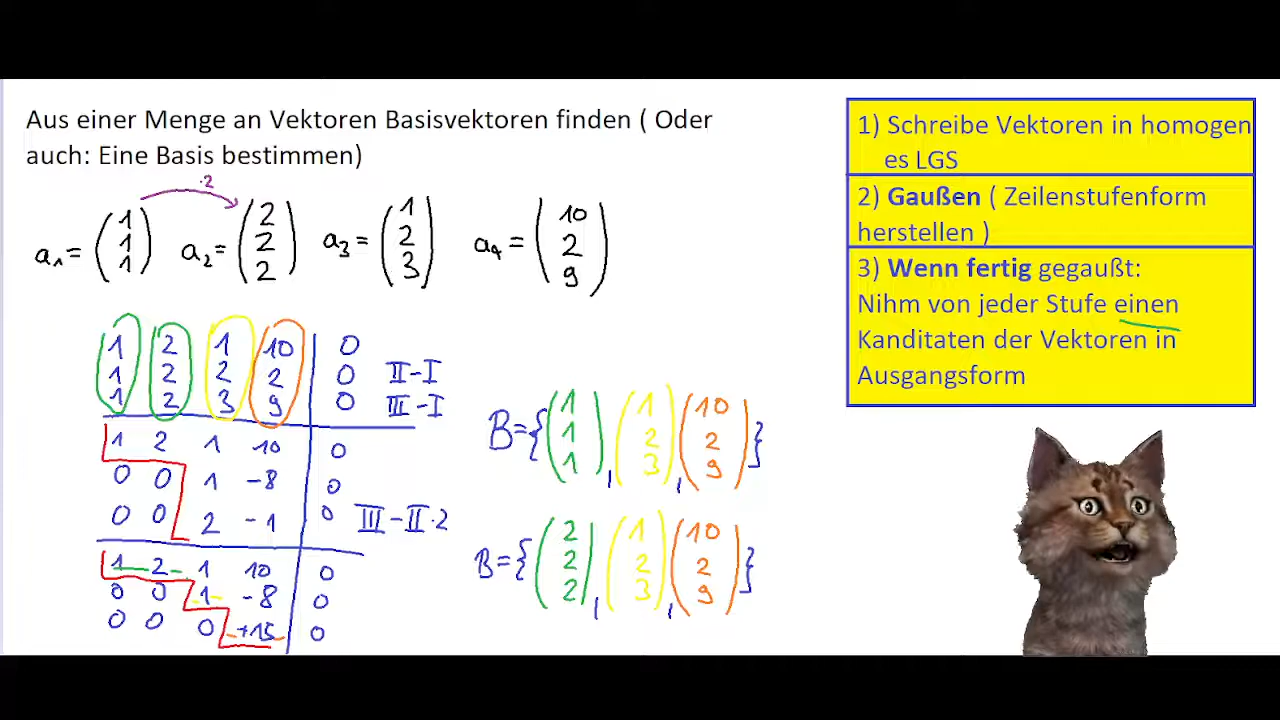 Aus einer Menge an Vektoren Basisvektoren finden ( Oder
auch: Eine Basis bestimmen)
·2
a₁ = (1 1 1) a₂ = (2 2 2) a₃ = (1 2 3) a₄ = (10 2 9)
1 2 1 10 | 0
1 2 2 2 | 0 II-I
1 2 3 9 | 0 III-I
1 2 1 10 | 0
0 0 1 -8 | 0
0 0 2 -1 | 0 III-II·2
1 2 1 10 | 0
0 0 1 -8 | 0
0 0 0 +15 | 0
B={(1 1 1), (1 2 3), (10 2 9)}
B={(2 2 2), (1 2 3), (10 2 9)}
1) Schreibe Vektoren in homogen
es LGS
2) Gaußen ( Zeilenstufenform
herstellen )
3) Wenn fertig gegaußt:
Nihm von jeder Stufe einen
Kanditaten der Vektoren in
Ausgangsform